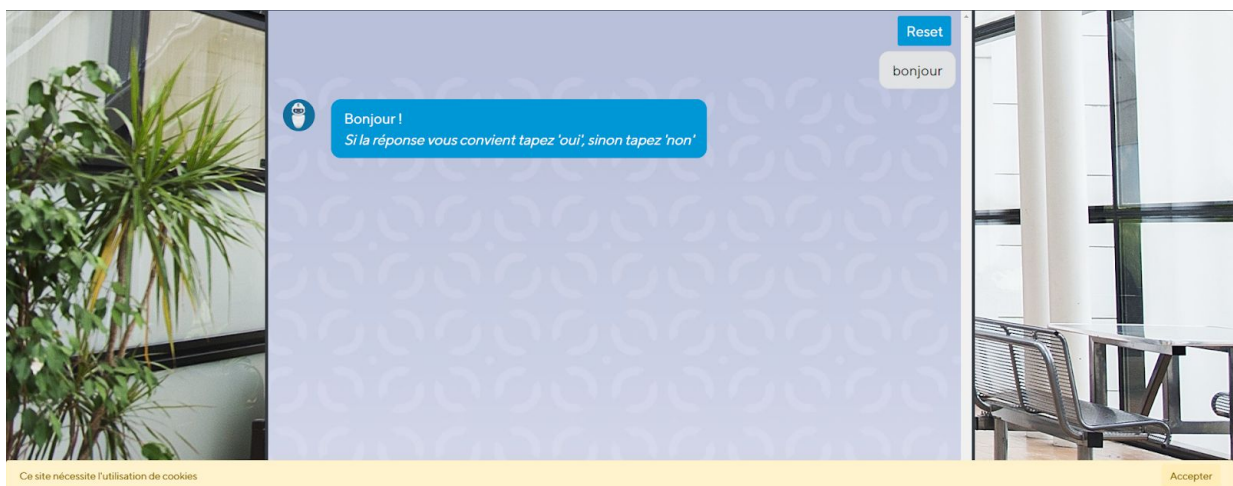 Reset
bonjour
Bonjour !
Si la réponse vous convient tapez 'oui', sinon tapez 'non'
Ce site nécessite l'utilisation de cookies
Accepter